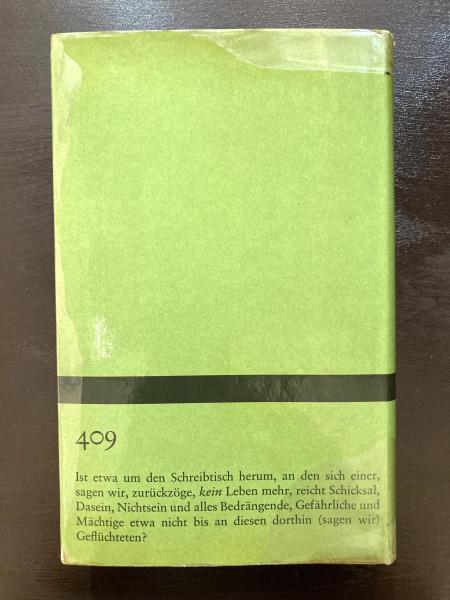 409
Ist etwa um den Schreibtisch herum, an den sich einer,
sagen wir, zurückzöge, kein Leben mehr, reicht Schicksal,
Dasein, Nichtsein und alles Bedrängende, Gefährliche und
Mächtige etwa nicht bis an diesen dorthin (sagen wir)
Geflüchteten?